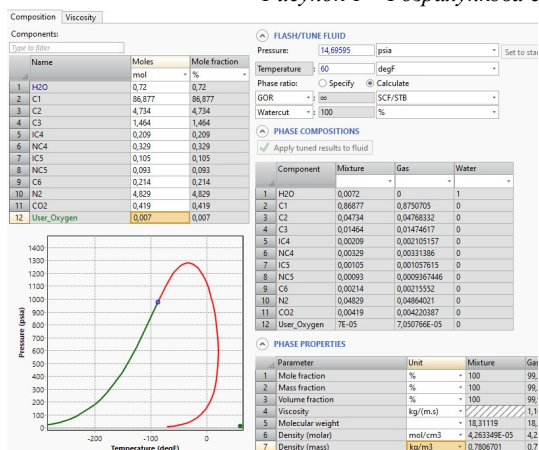 Composition Viscosity
Components:
Type to filter
Name Moles Mole fraction
mol %
1 H2O 0,72 0,72
2 C1 86,877 86,877
3 C2 4,734 4,734
4 C3 1,464 1,464
5 IC4 0,209 0,209
6 NC4 0,329 0,329
7 IC5 0,105 0,105
8 NC5 0,093 0,093
9 C6 0,214 0,214
10 N2 4,829 4,829
11 CO2 0,419 0,419
12 User_Oxygen 0,007 0,007
Pressure (psia)
1400
1300
1200
1100
1000
900
800
700
600
500
400
300
200
100
0
-200 -100 0
Temperature (degF)
FLASH/TUNE FLUID
Pressure: 14,69595 psia Set to
Temperature : 60 degF
Phase ratio: Specify Calculate
GOR : ∞ SCF/STB
Watercut : 100 %
PHASE COMPOSITIONS
Apply tuned results to fluid
Component Mixture Gas Water
1 H2O 0,0072 0 1
2 C1 0,86877 0,8750705 0
3 C2 0,04734 0,04768332 0
4 C3 0,01464 0,01474617 0
5 IC4 0,00209 0,002105157 0
6 NC4 0,00329 0,00331386 0
7 IC5 0,00105 0,001057615 0
8 NC5 0,00093 0,0009367446 0
9 C6 0,00214 0,00215552 0
10 N2 0,04829 0,04864021 0
11 CO2 0,00419 0,004220387 0
12 User_Oxygen 7E-05 7,050766E-05 0
PHASE PROPERTIES
Parameter Unit Mixture Gas
1 Mole fraction % 100 99,
2 Mass fraction % 100 99,
3 Volume fraction % 100 99,
4 Viscosity kg/(m.s) 1,1
5 Molecular weight 18,31119 18,
6 Density (molar) mol/cm3 4,263349E-05 4,2
7 Density (mass) kg/m3 0,7806701 0,7